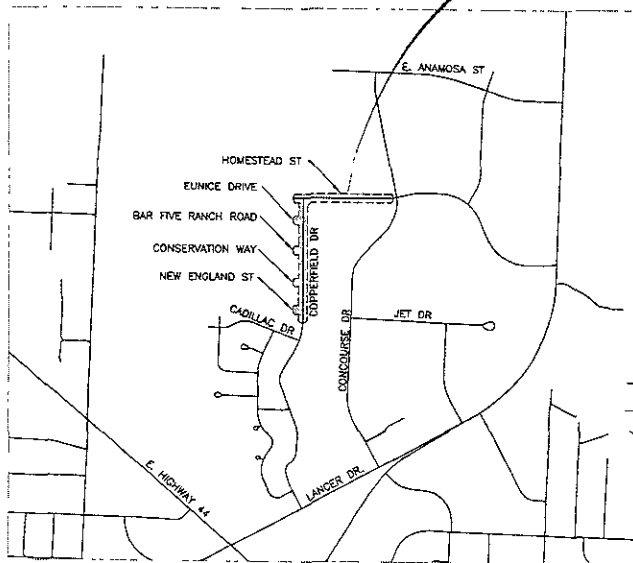 E. ANAMOSA ST
HOMESTEAD ST
EUNICE DRIVE
BAR FIVE RANCH ROAD
CONSERVATION WAY
NEW ENGLAND ST
COPPERFIELD DR
CADILLAC DR
CONCOURSE DR
JET DR
E. HIGHWAY 44
LANCER DR.